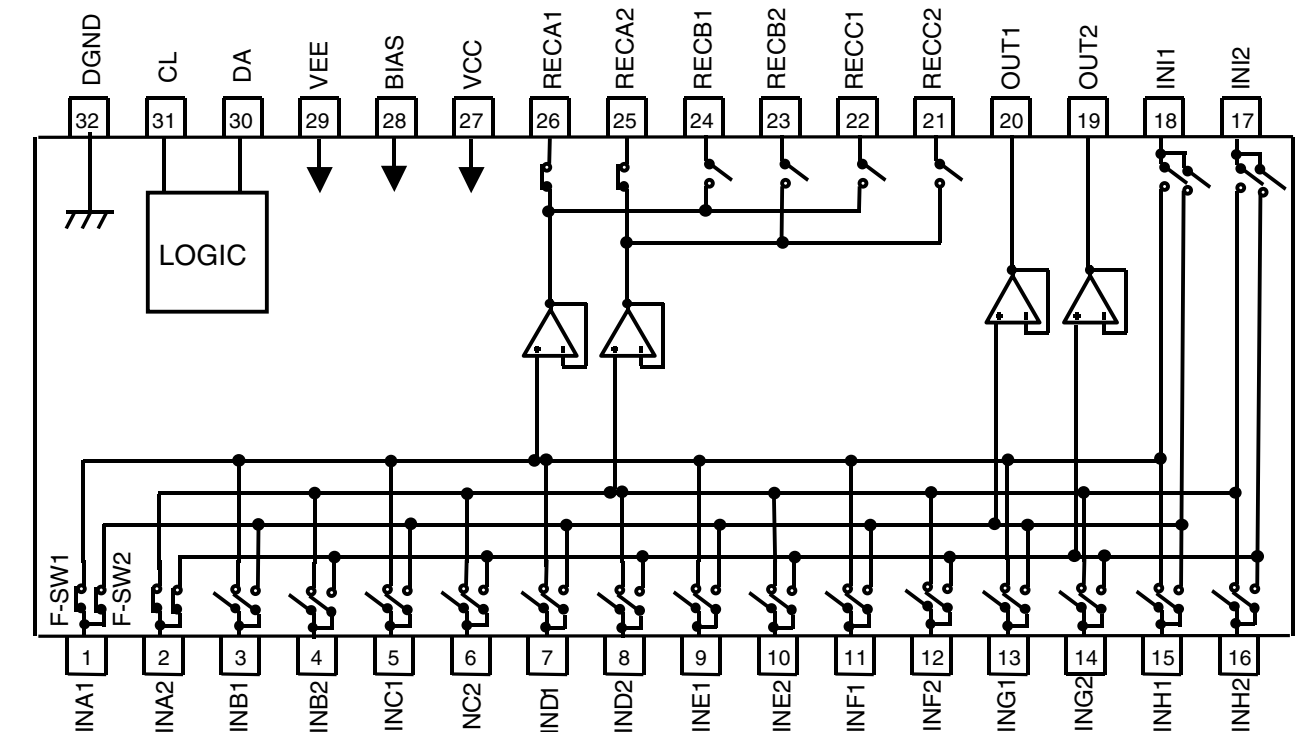 DGND CL DA VEE BIAS VCC RECA1 RECA2 RECB1 RECB2 RECC1 RECC2 OUT1 OUT2 INI1 INI2
32 31 30 29 28 27 26 25 24 23 22 21 20 19 18 17
LOGIC
F-SW1 F-SW2
1 2 3 4 5 6 7 8 9 10 11 12 13 14 15 16
INA1 INA2 INB1 INB2 INC1 NC2 IND1 IND2 INE1 INE2 INF1 INF2 ING1 ING2 INH1 INH2